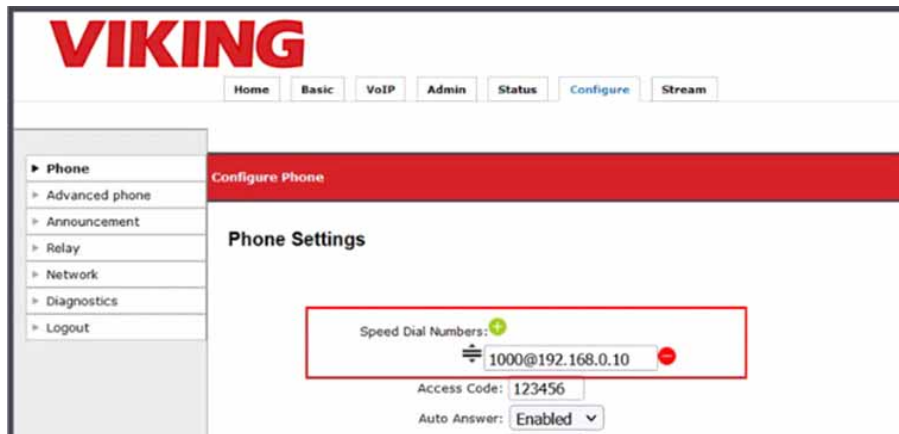 VIKING
Home Basic VoIP Admin Status Configure Stream
Phone
Advanced phone
Announcement
Relay
Network
Diagnostics
Logout
Configure Phone
Phone Settings
Speed Dial Numbers:
1000@192.168.0.10
Access Code: 123456
Auto Answer: Enabled